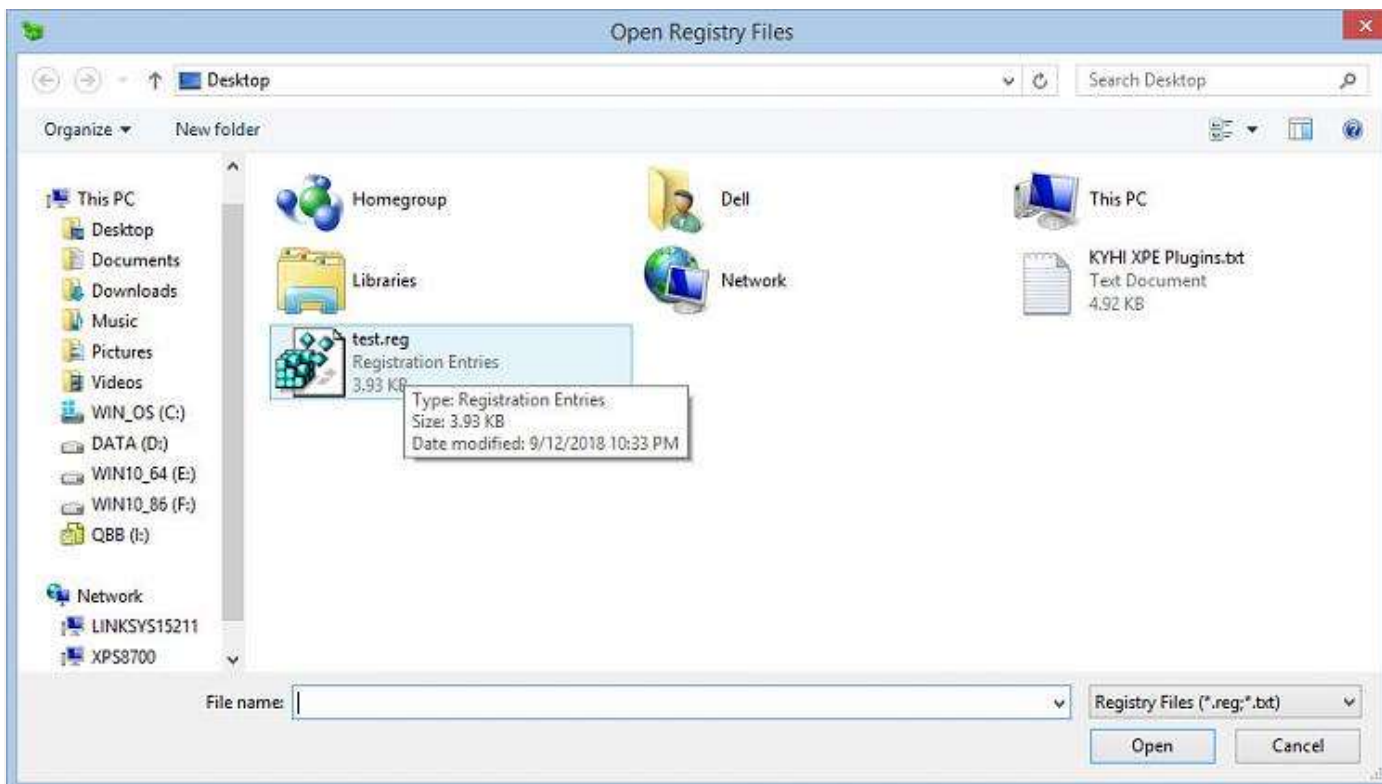 Open Registry Files
Desktop
Search Desktop
Organize
New folder
This PC
Desktop
Documents
Downloads
Music
Pictures
Videos
WIN_OS (C:)
DATA (D:)
WIN10_64 (E:)
WIN10_86 (F:)
QBB (I:)
Network
LINKSYS15211
XPS8700
Homegroup
Dell
This PC
Libraries
Network
KYHI XPE Plugins.txt
Text Document
4.92 KB
test.reg
Registration Entries
3.93 KB
Type: Registration Entries
Size: 3.93 KB
Date modified: 9/12/2018 10:33 PM
File name:
Registry Files (*.reg;*.txt)
Open
Cancel